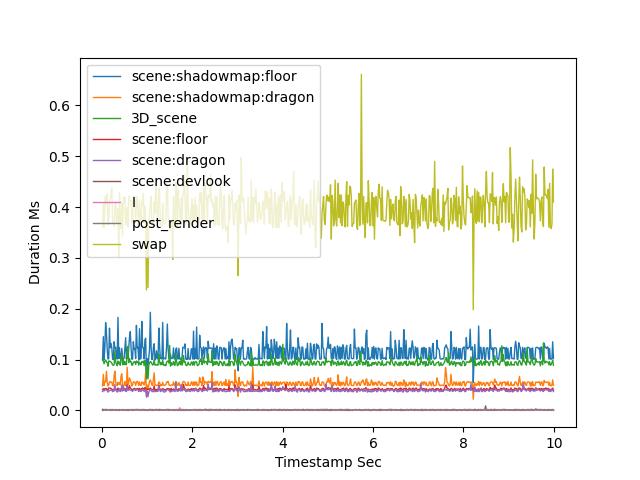 scene:shadowmap:floor
scene:shadowmap:dragon
3D_scene
scene:floor
scene:dragon
scene:devlook
l
post_render
swap
0.6
0.5
0.4
0.3
0.2
0.1
0.0
Duration Ms
0 2 4 6 8 10
Timestamp Sec